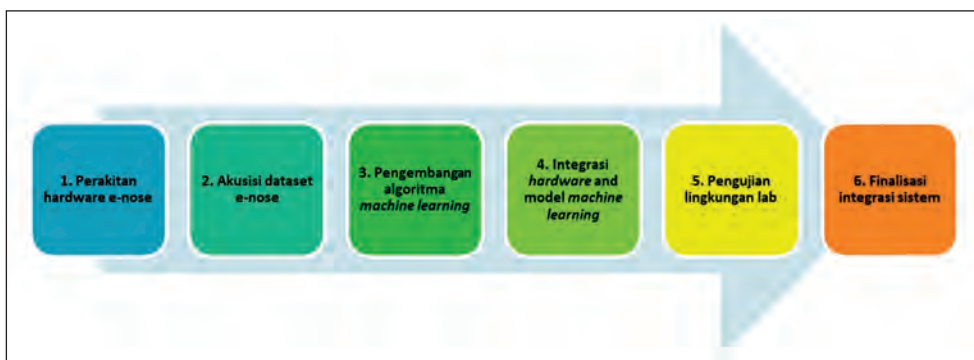 1. Perakitan
hardware e-nose
2. Akusisi dataset
e-nose
3. Pengembangan
algoritma
machine learning
4. Integrasi
hardware and
model machine
learning
5. Pengujian
lingkungan lab
6. Finalisasi
integrasi sistem